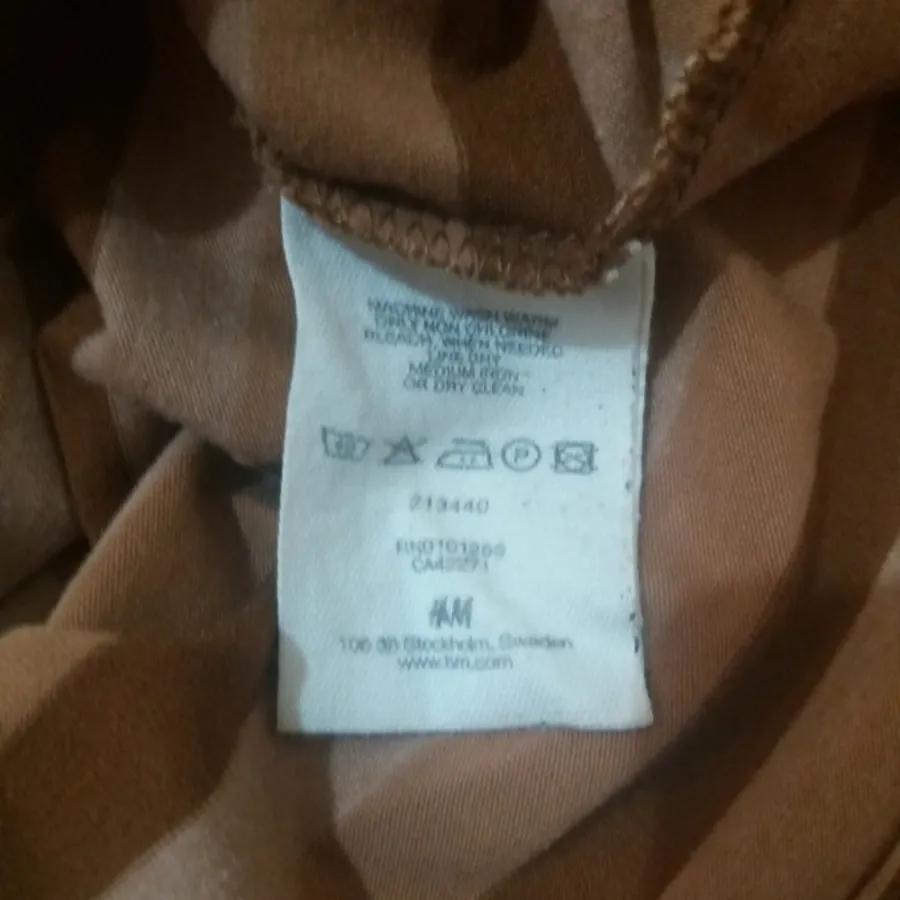 MACHINE WASH WARM
ONLY NON CHLORINE
BLEACH, WHEN NEEDED
LINE DRY
MEDIUM IRON
OR DRY CLEAN
P
213440
CA42271
H&M
106 38 Stockholm, Sweden
www.hm.com